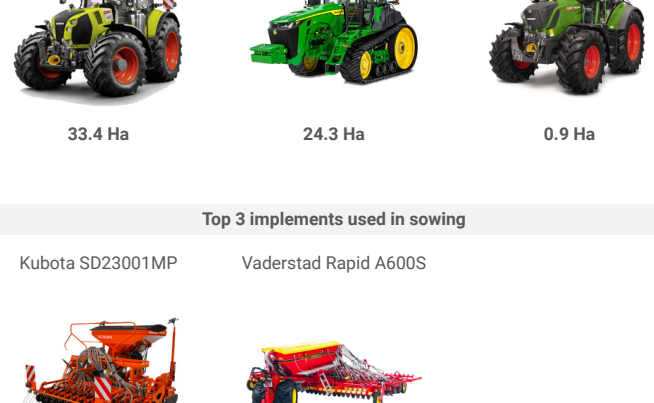 33.4 Ha 24.3 Ha 0.9 Ha
Top 3 implements used in sowing
Kubota SD23001MP Vaderstad Rapid A600S